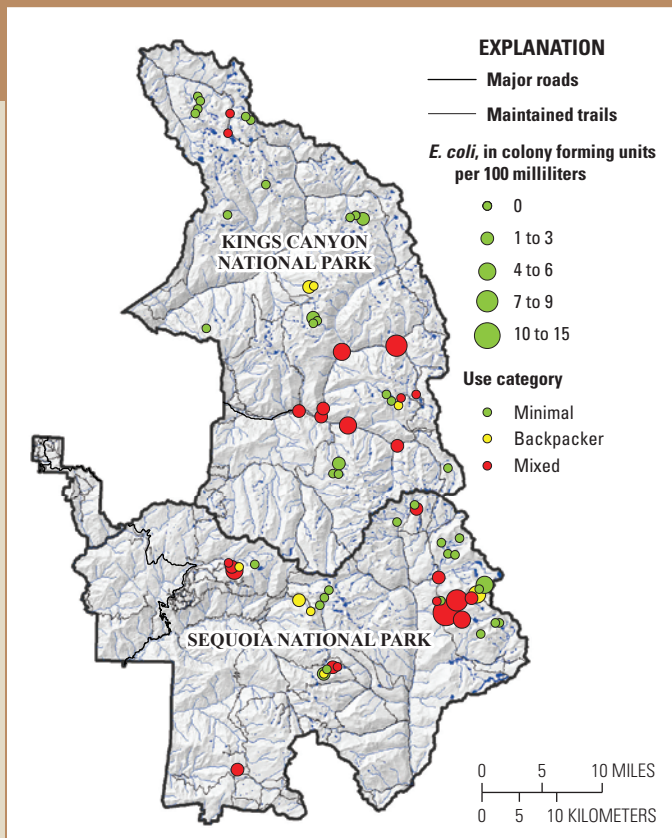 EXPLANATION
Major roads
Maintained trails
E. coli, in colony forming units
per 100 milliliters
0
1 to 3
4 to 6
7 to 9
10 to 15
Use category
Minimal
Backpacker
Mixed
KINGS CANYON
NATIONAL PARK
SEQUOIA NATIONAL PARK
0 5 10 MILES
0 5 10 KILOMETERS